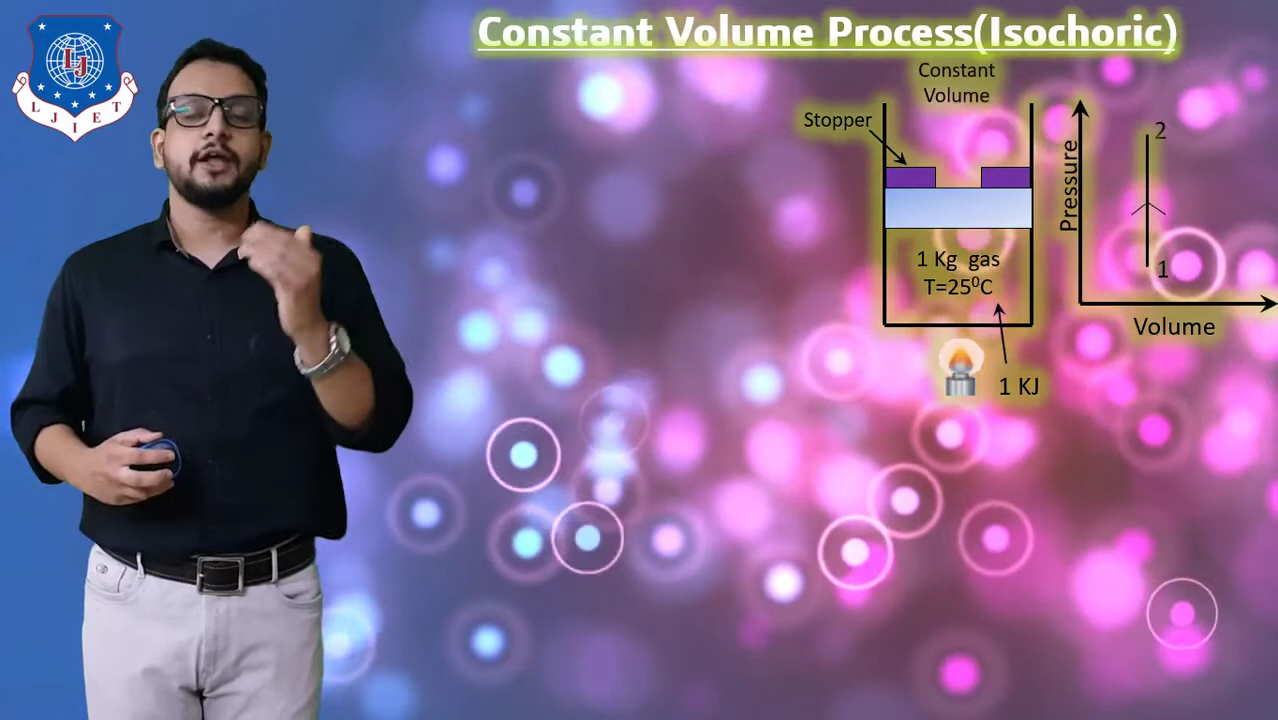 LJ
L J I E T
Constant Volume Process(Isochoric)
Constant
Volume
Stopper
1 Kg gas
T=25⁰C
1 KJ
Pressure
2
1
Volume